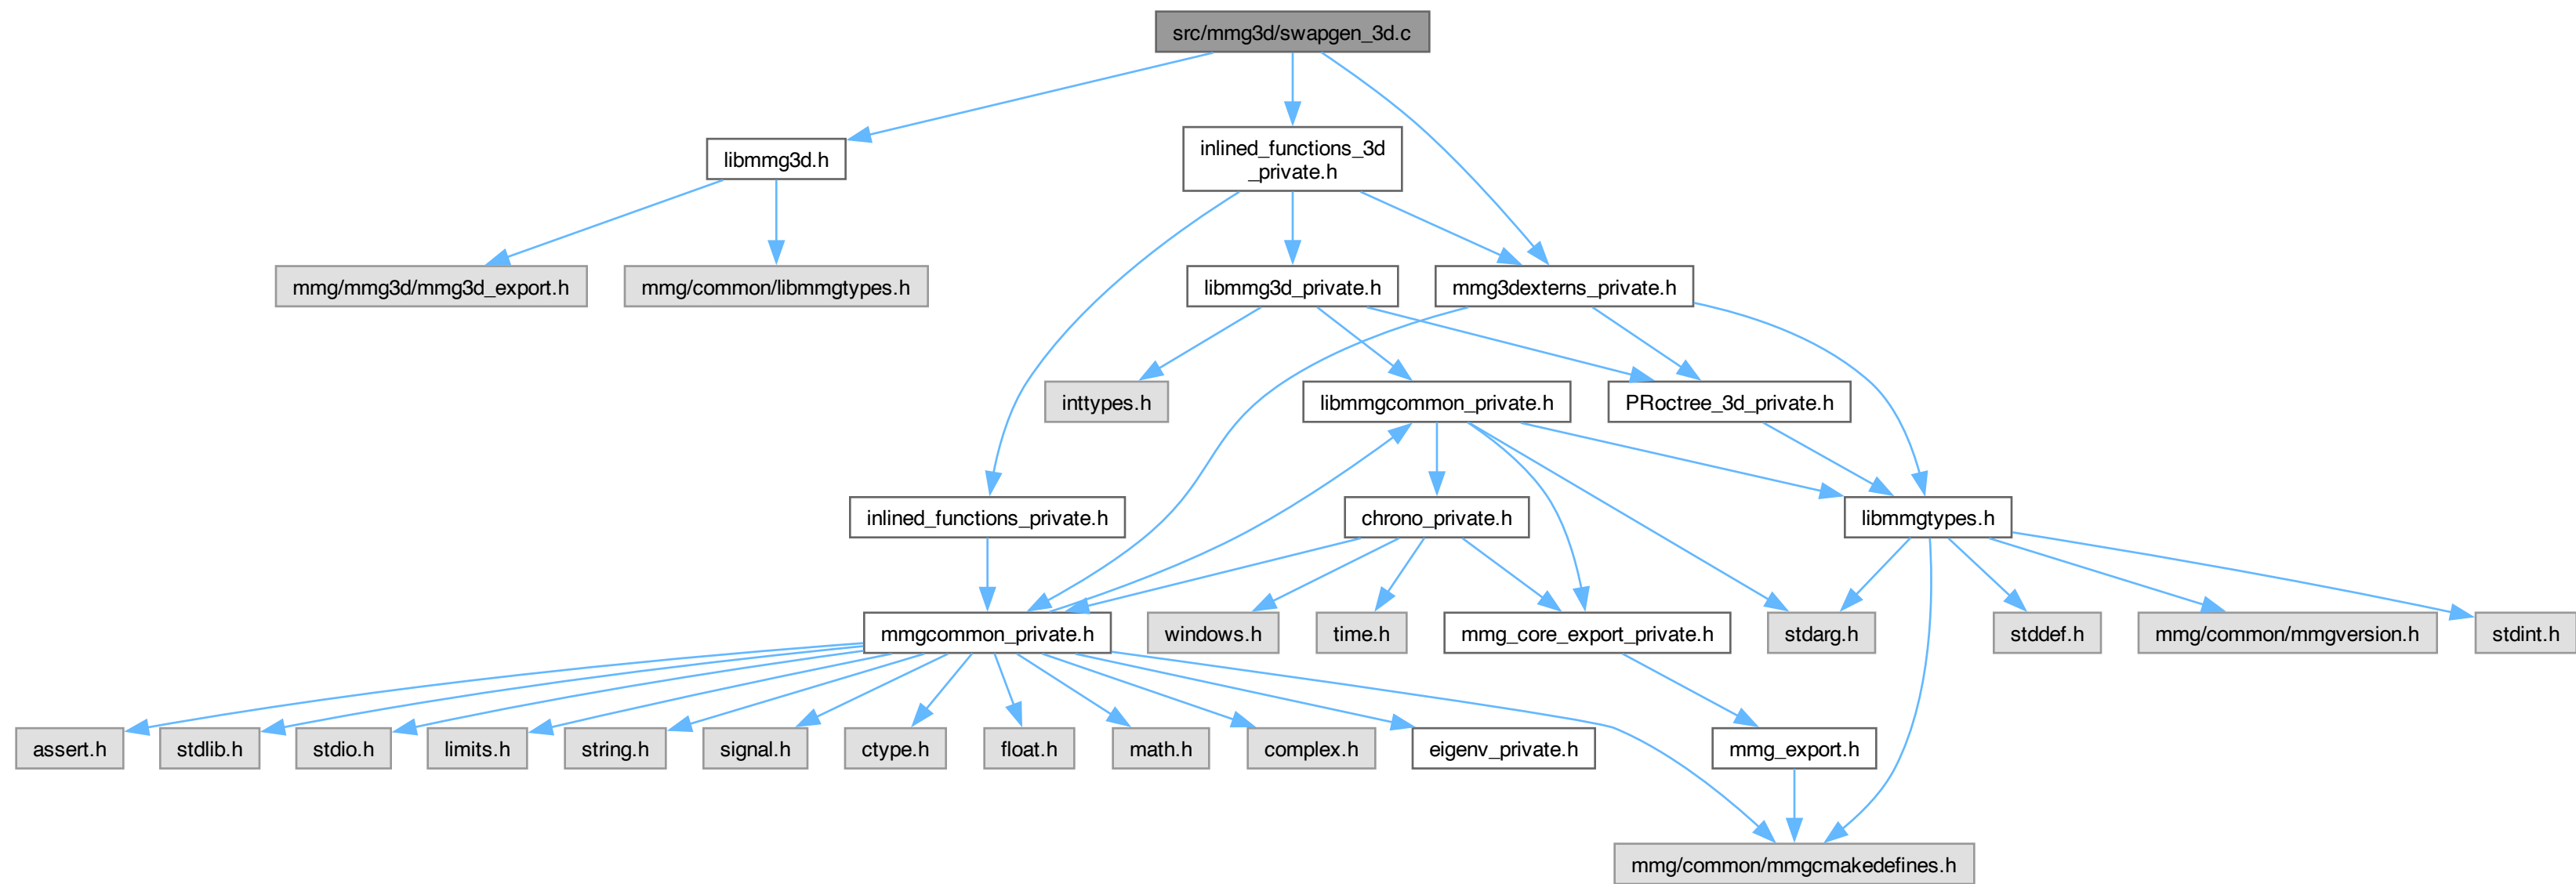 src/mmg3d/swapgen_3d.c
libmmg3d.h
inlined_functions_3d
_private.h
mmg/mmg3d/mmg3d_export.h
mmg/common/libmmgtypes.h
libmmg3d_private.h
mmg3dexterns_private.h
inttypes.h
libmmgcommon_private.h
PRoctree_3d_private.h
inlined_functions_private.h
chrono_private.h
libmmgtypes.h
mmgcommon_private.h
windows.h
time.h
mmg_core_export_private.h
stdarg.h
stddef.h
mmg/common/mmgversion.h
stdint.h
assert.h
stdlib.h
stdio.h
limits.h
string.h
signal.h
ctype.h
float.h
math.h
complex.h
eigenv_private.h
mmg_export.h
mmg/common/mmgcmakedefines.h